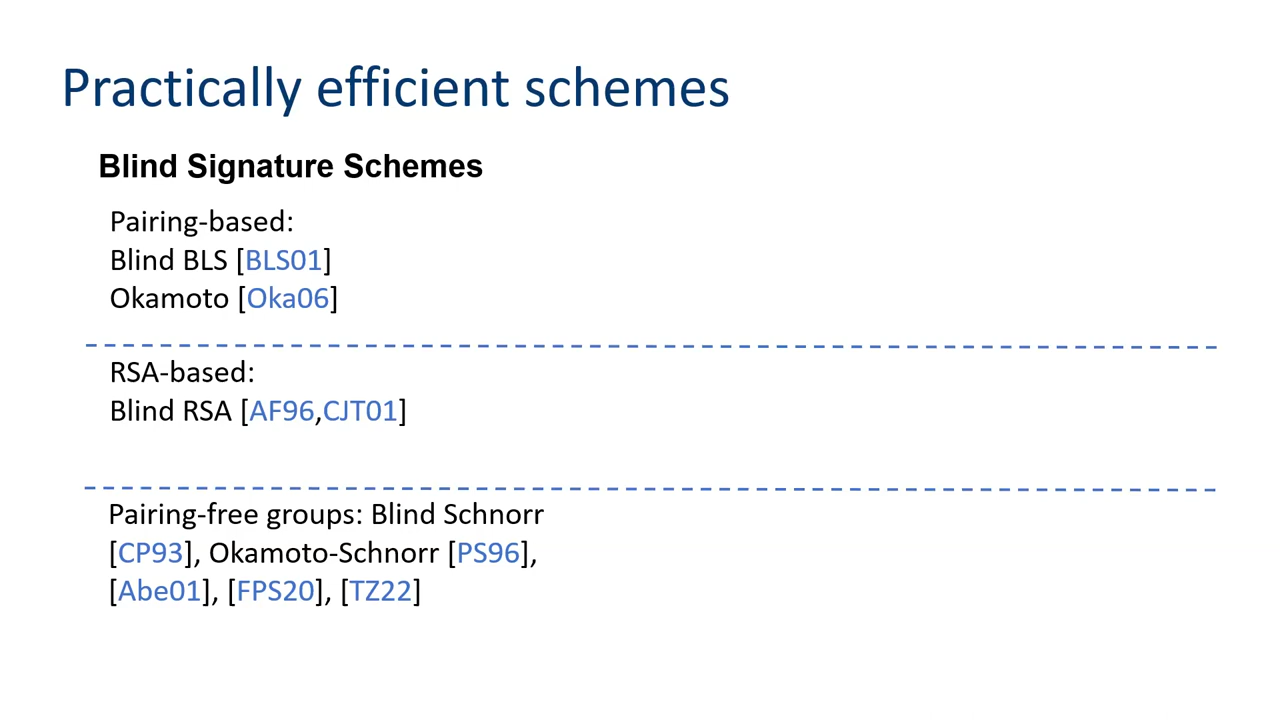 Practically efficient schemes
Blind Signature Schemes
Pairing-based:
Blind BLS [BLS01]
Okamoto [Oka06]
RSA-based:
Blind RSA [AF96,CJT01]
Pairing-free groups: Blind Schnorr
[CP93], Okamoto-Schnorr [PS96],
[Abe01], [FPS20], [TZ22]